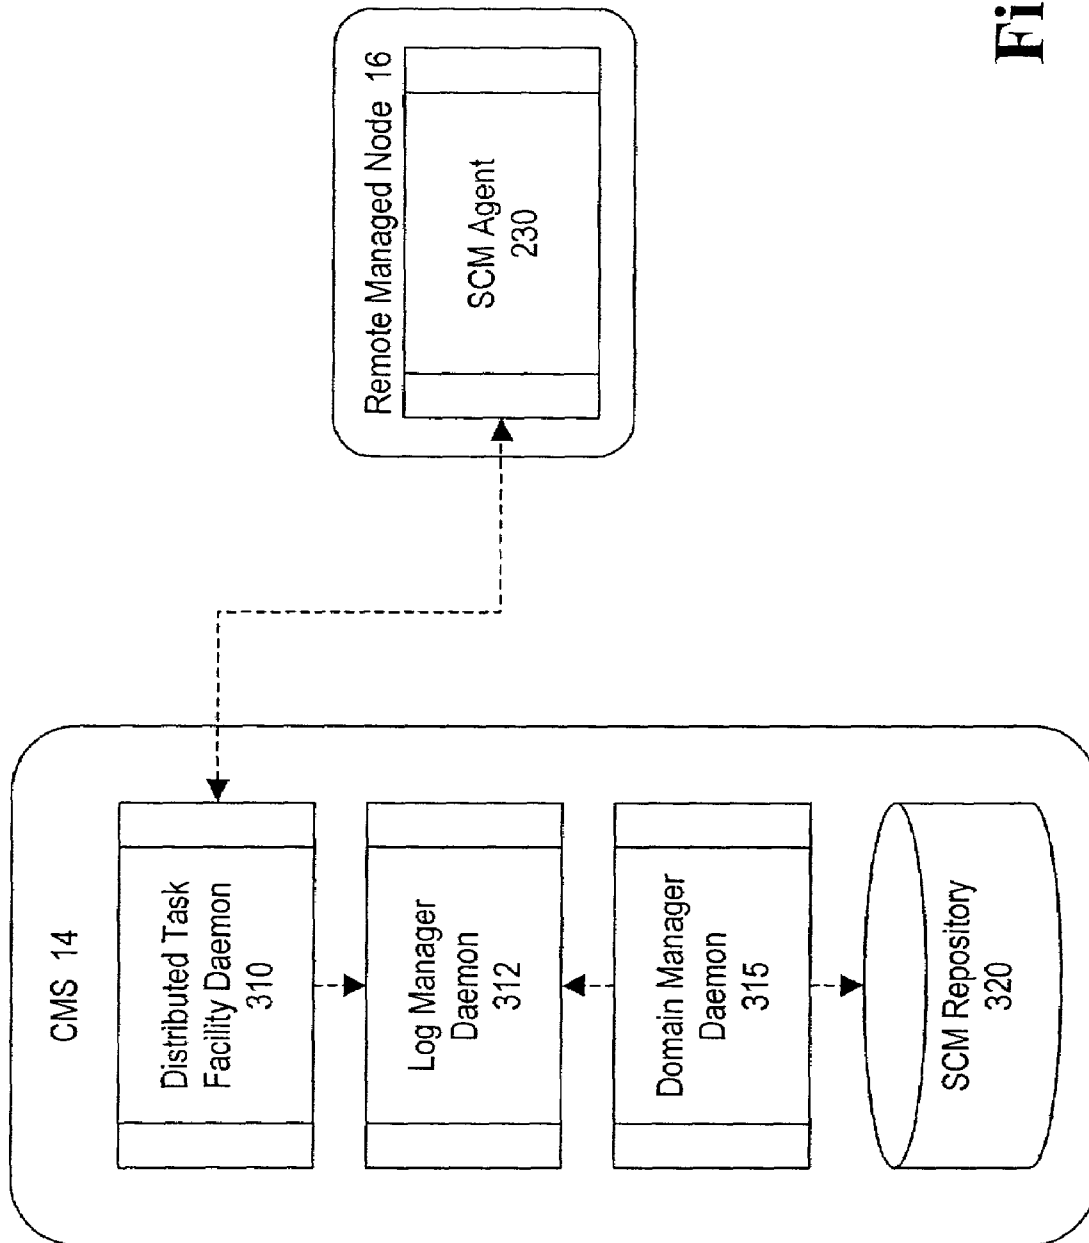 CMS 14
Distributed Task
Facility Daemon
310
Log Manager
Daemon
312
Domain Manager
Daemon
315
SCM Repository
320
Remote Managed Node 16
SCM Agent
230
Fi